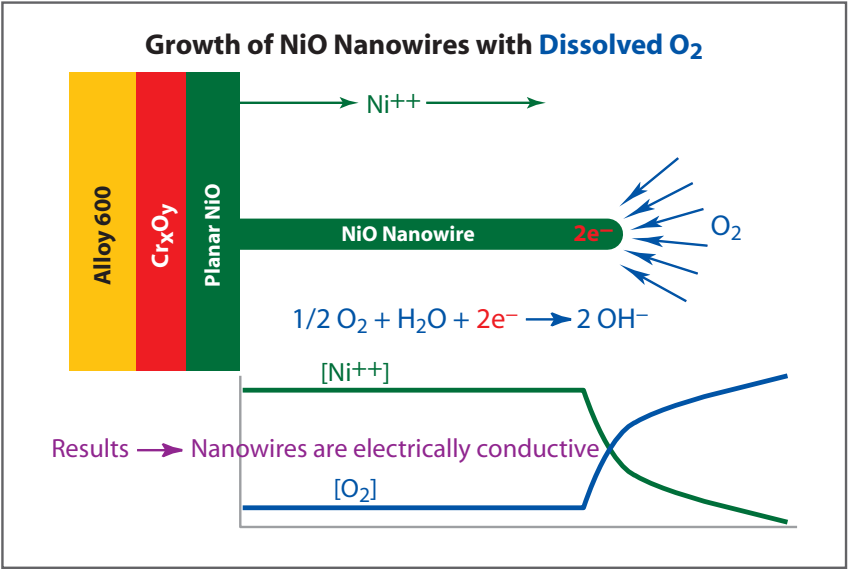 Growth of NiO Nanowires with Dissolved O₂
Ni⁺⁺
Alloy 600
CrₓOᵧ
Planar NiO
NiO Nanowire
2e⁻
O₂
1/2 O₂ + H₂O + 2e⁻ → 2 OH⁻
[Ni⁺⁺]
Results → Nanowires are electrically conductive
[O₂]